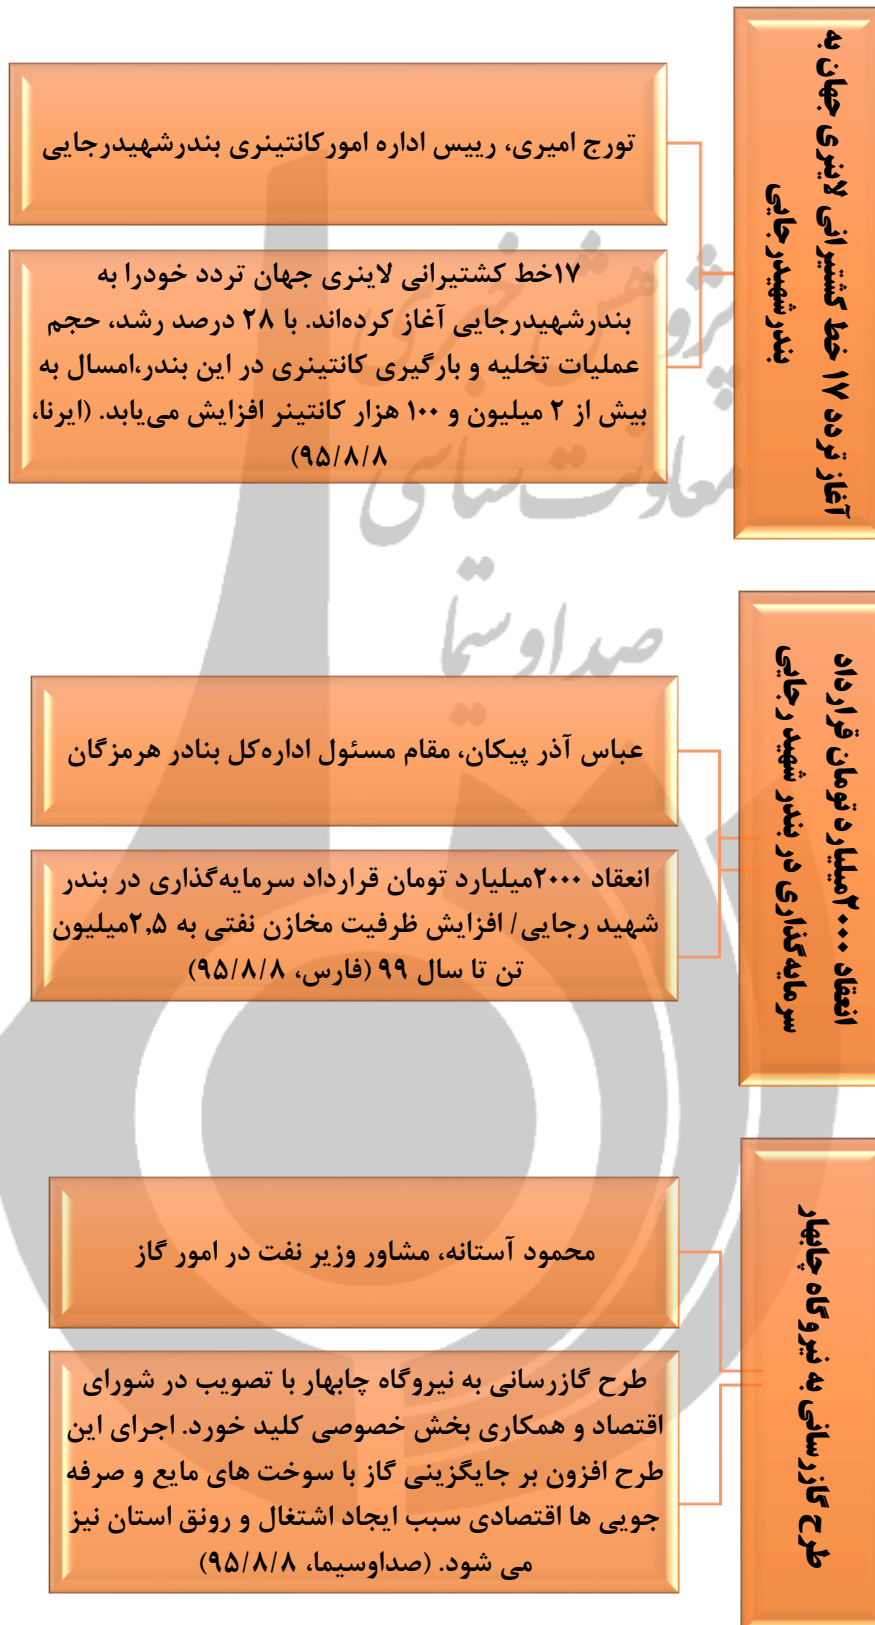 آغاز تردد ۱۷ خط کشتیرانی لاینری جهان به
بندرشهیدرجایی
تورج امیری، رییس اداره امورکانتینری بندرشهیدرجایی
۱۷خط کشتیرانی لاینری جهان تردد خودرا به
بندرشهیدرجایی آغاز کرده‌اند. با ۲۸ درصد رشد، حجم
عملیات تخلیه و بارگیری کانتینری در این بندر،امسال به
بیش از ۲ میلیون و ۱۰۰ هزار کانتینر افزایش می‌یابد. (ایرنا،
۹۵/۸/۸)
پژوهش خبری
معاونت سیاسی
صدا و سیما
انعقاد ۲۰۰۰میلیارد تومان قرارداد
سرمایه‌گذاری در بندر شهید رجایی
عباس آذر پیکان، مقام مسئول اداره‌کل بنادر هرمزگان
انعقاد ۲۰۰۰میلیارد تومان قرارداد سرمایه‌گذاری در بندر
شهید رجایی/ افزایش ظرفیت مخازن نفتی به ۲,۵میلیون
تن تا سال ۹۹ (فارس، ۹۵/۸/۸)
طرح گازرسانی به نیروگاه چابهار
محمود آستانه، مشاور وزیر نفت در امور گاز
طرح گازرسانی به نیروگاه چابهار با تصویب در شورای
اقتصاد و همکاری بخش خصوصی کلید خورد. اجرای این
طرح افزون بر جایگزینی گاز با سوخت های مایع و صرفه
جویی ها اقتصادی سبب ایجاد اشتغال و رونق استان نیز
می شود. (صداوسیما، ۹۵/۸/۸)